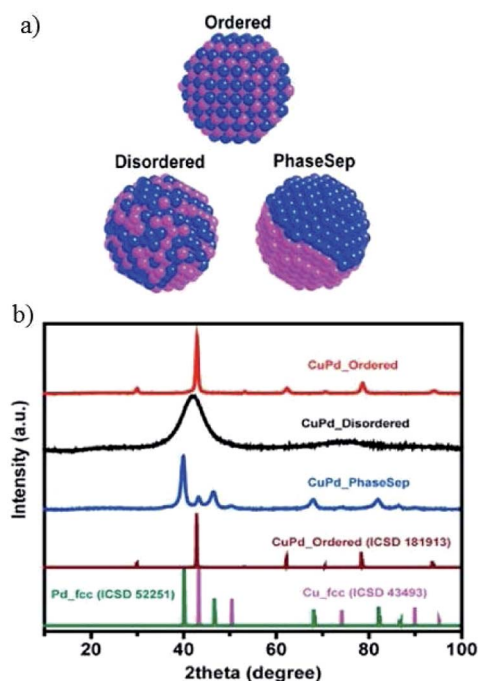 a)
Ordered
Disordered
PhaseSep
b)
CuPd_Ordered
CuPd_Disordered
CuPd_PhaseSep
CuPd_Ordered (ICSD 181913)
Pd_fcc (ICSD 52251)
Cu_fcc (ICSD 43493)
Intensity (a.u.)
20 40 60 80 100
2theta (degree)